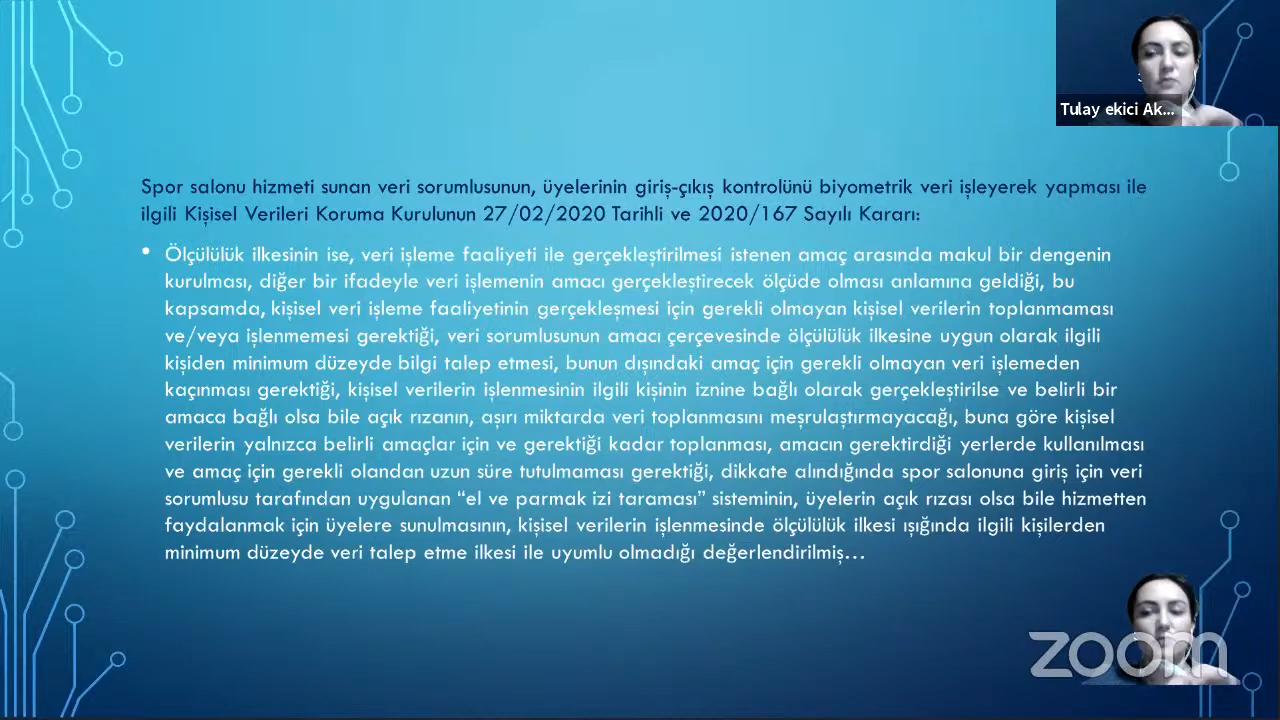 Tulay ekici Ak...
Spor salonu hizmeti sunan veri sorumlusunun, üyelerinin giriş-çıkış kontrolünü biyometrik veri işleyerek yapması ile
ilgili Kişisel Verileri Koruma Kurulunun 27/02/2020 Tarihli ve 2020/167 Sayılı Kararı:
• Ölçülülük ilkesinin ise, veri işleme faaliyeti ile gerçekleştirilmesi istenen amaç arasında makul bir dengenin
kurulması, diğer bir ifadeyle veri işlemenin amacı gerçekleştirecek ölçüde olması anlamına geldiği, bu
kapsamda, kişisel veri işleme faaliyetinin gerçekleşmesi için gerekli olmayan kişisel verilerin toplanmaması
ve/veya işlenmemesi gerektiği, veri sorumlusunun amacı çerçevesinde ölçülülük ilkesine uygun olarak ilgili
kişiden minimum düzeyde bilgi talep etmesi, bunun dışındaki amaç için gerekli olmayan veri işlemeden
kaçınması gerektiği, kişisel verilerin işlenmesinin ilgili kişinin iznine bağlı olarak gerçekleştirilse ve belirli bir
amaca bağlı olsa bile açık rızanın, aşırı miktarda veri toplanmasını meşrulaştırmayacağı, buna göre kişisel
verilerin yalnızca belirli amaçlar için ve gerektiği kadar toplanması, amacın gerektirdiği yerlerde kullanılması
ve amaç için gerekli olandan uzun süre tutulmaması gerektiği, dikkate alındığında spor salonuna giriş için veri
sorumlusu tarafından uygulanan “el ve parmak izi taraması” sisteminin, üyelerin açık rızası olsa bile hizmetten
faydalanmak için üyelere sunulmasının, kişisel verilerin işlenmesinde ölçülülük ilkesi ışığında ilgili kişilerden
minimum düzeyde veri talep etme ilkesi ile uyumlu olmadığı değerlendirilmiş…
zoom